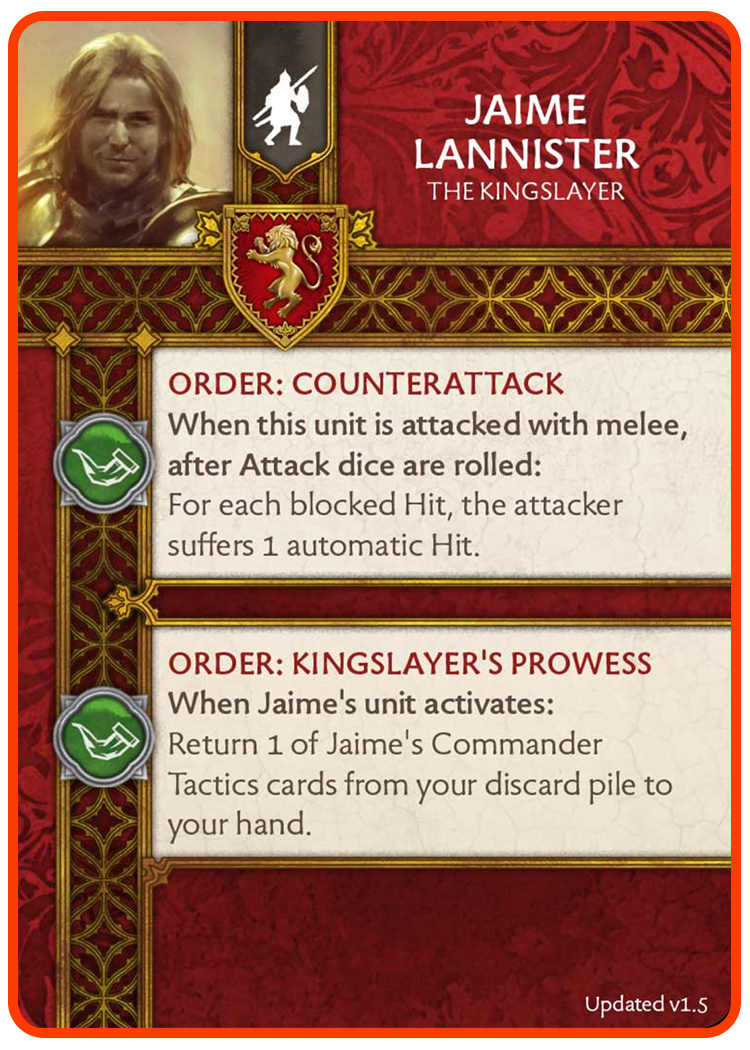 JAIME
LANNISTER
THE KINGSLAYER
ORDER: COUNTERATTACK
When this unit is attacked with melee,
after Attack dice are rolled:
For each blocked Hit, the attacker
suffers 1 automatic Hit.
ORDER: KINGSLAYER'S PROWESS
When Jaime's unit activates:
Return 1 of Jaime's Commander
Tactics cards from your discard pile to
your hand.
Updated v1.5